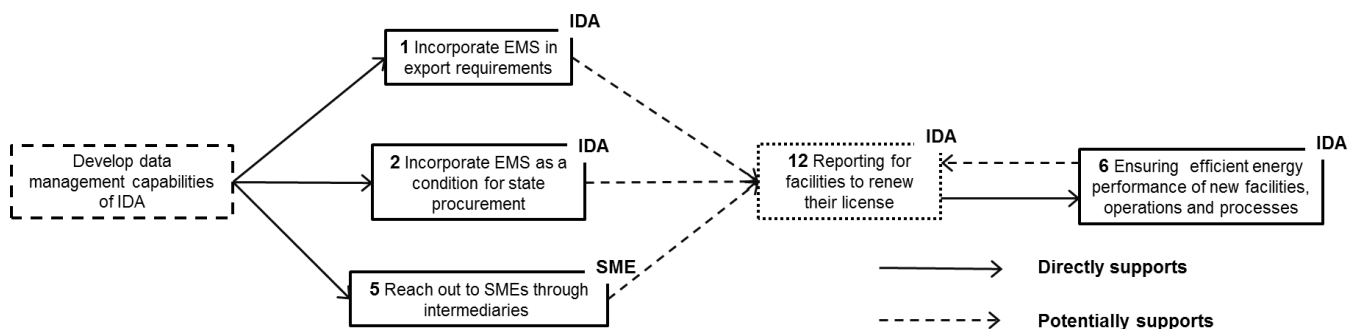 IDA
1 Incorporate EMS in
export requirements
Develop data
management capabilities
of IDA
IDA
2 Incorporate EMS as a
condition for state
procurement
SME
5 Reach out to SMEs through
intermediaries
IDA
12 Reporting for
facilities to renew
their license
IDA
6 Ensuring efficient energy
performance of new facilities,
operations and processes
Directly supports
Potentially supports